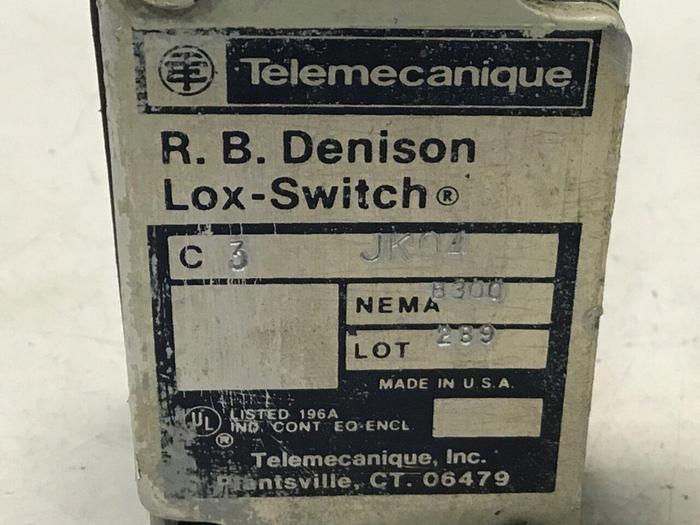 Telemecanique
R. B. Denison
Lox-Switch®
C 3 JK04
NEMA B300
LOT 289
MADE IN U.S.A.
UL® LISTED 196A
IND. CONT EQ-ENCL
Telemecanique, Inc.
Plantsville, CT. 06479